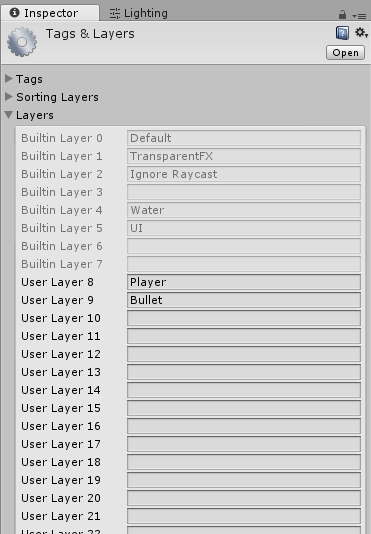 Inspector Lighting
Tags & Layers
Open
Tags
Sorting Layers
Layers
Builtin Layer 0 Default
Builtin Layer 1 TransparentFX
Builtin Layer 2 Ignore Raycast
Builtin Layer 3
Builtin Layer 4 Water
Builtin Layer 5 UI
Builtin Layer 6
Builtin Layer 7
User Layer 8 Player
User Layer 9 Bullet
User Layer 10
User Layer 11
User Layer 12
User Layer 13
User Layer 14
User Layer 15
User Layer 16
User Layer 17
User Layer 18
User Layer 19
User Layer 20
User Layer 21
User Layer 22